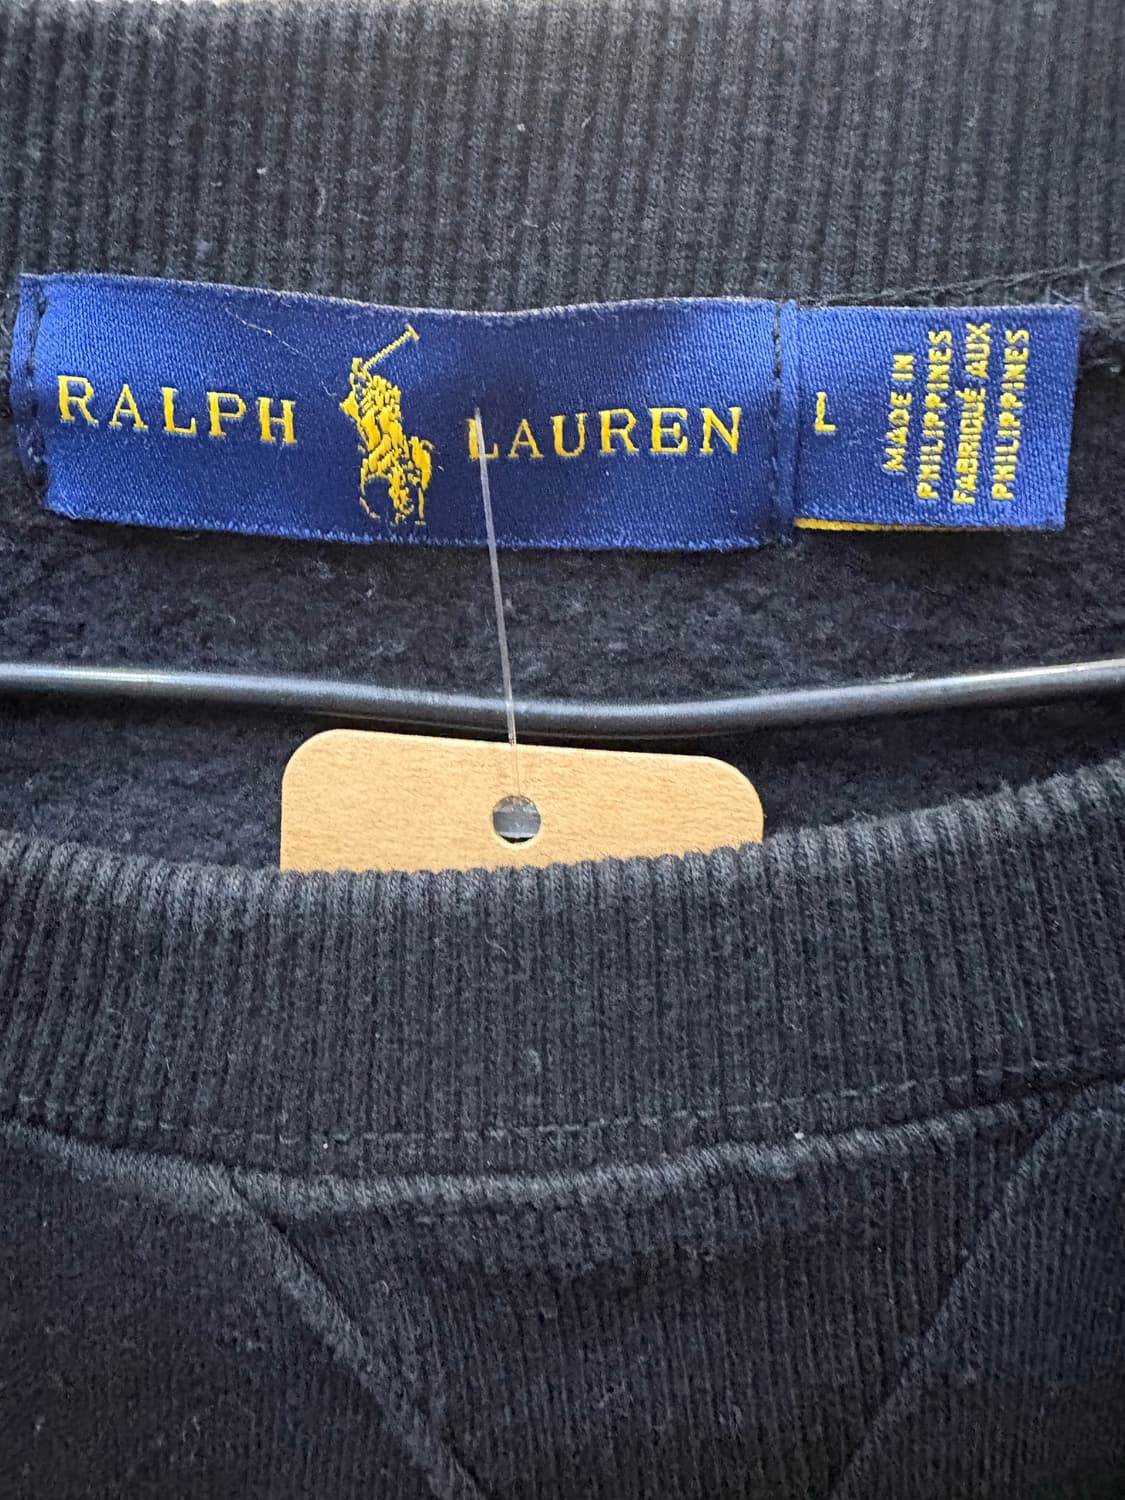 RALPH LAUREN
L
MADE IN
PHILIPPINES
FABRIQUÉ AUX
PHILIPPINES